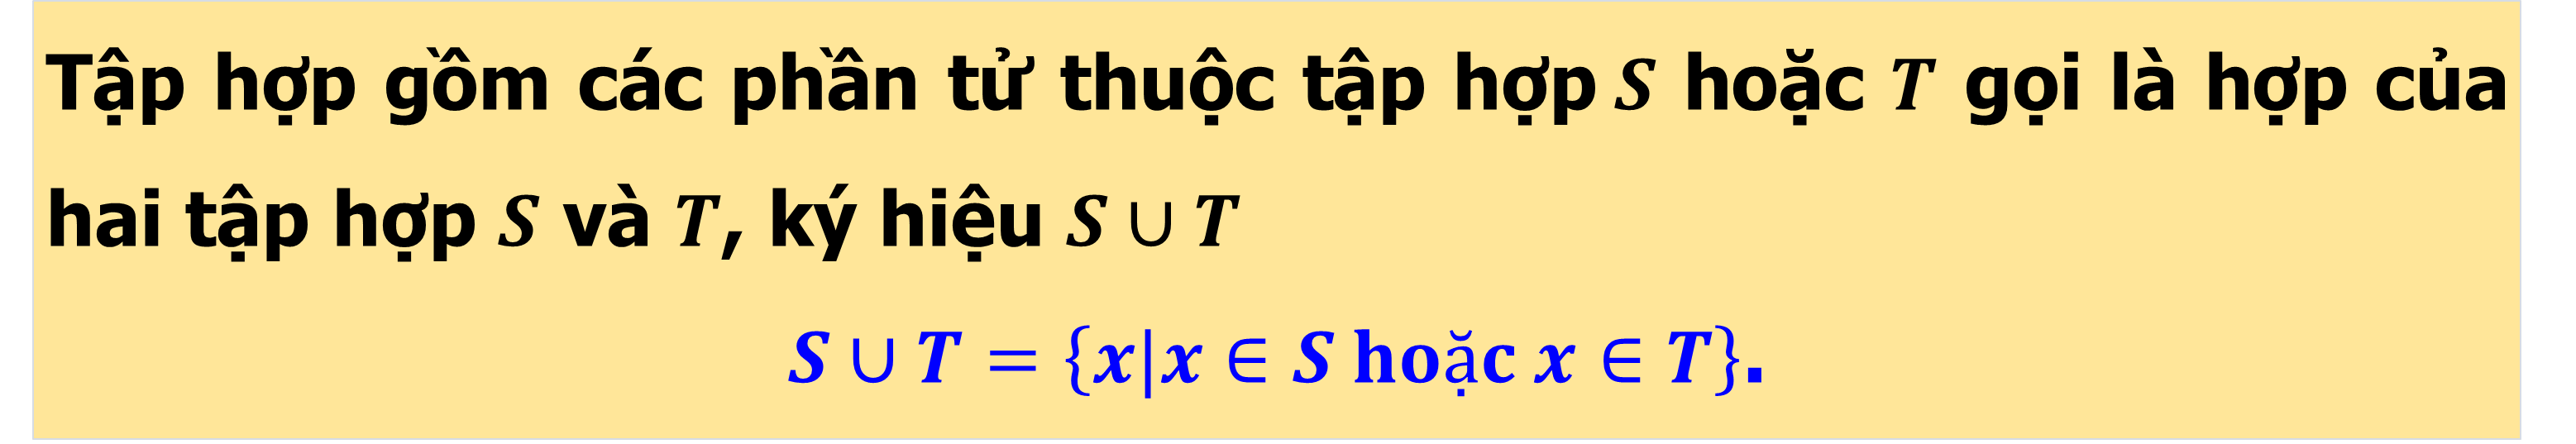 Tập hợp gồm các phần tử thuộc tập hợp S hoặc T gọi là hợp của
hai tập hợp S và T, ký hiệu S ∪ T
S ∪ T = {x|x ∈ S hoặc x ∈ T}.